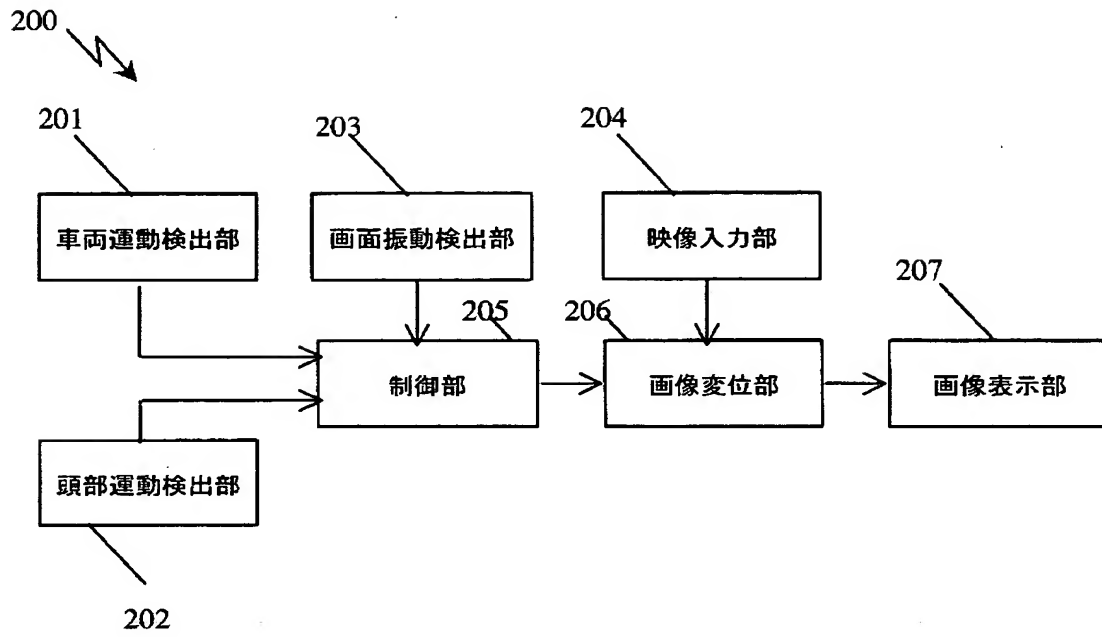 200
201
203
204
車両運動検出部
画面振動検出部
映像入力部
207
205
206
制御部
画像変位部
画像表示部
頭部運動検出部
202